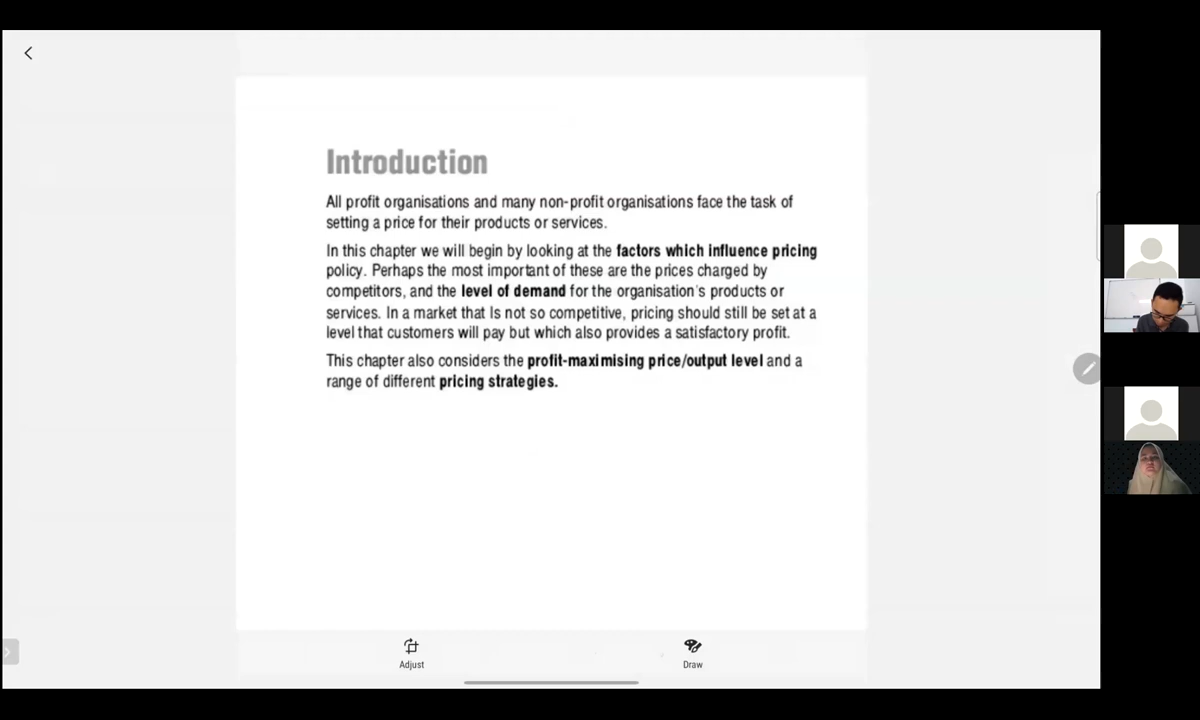 Introduction
All profit organisations and many non-profit organisations face the task of
setting a price for their products or services.
In this chapter we will begin by looking at the factors which influence pricing
policy. Perhaps the most important of these are the prices charged by
competitors, and the level of demand for the organisation's products or
services. In a market that Is not so competitive, pricing should still be set at a
level that customers will pay but which also provides a satisfactory profit.
This chapter also considers the profit-maximising price/output level and a
range of different pricing strategies.
Adjust
Draw